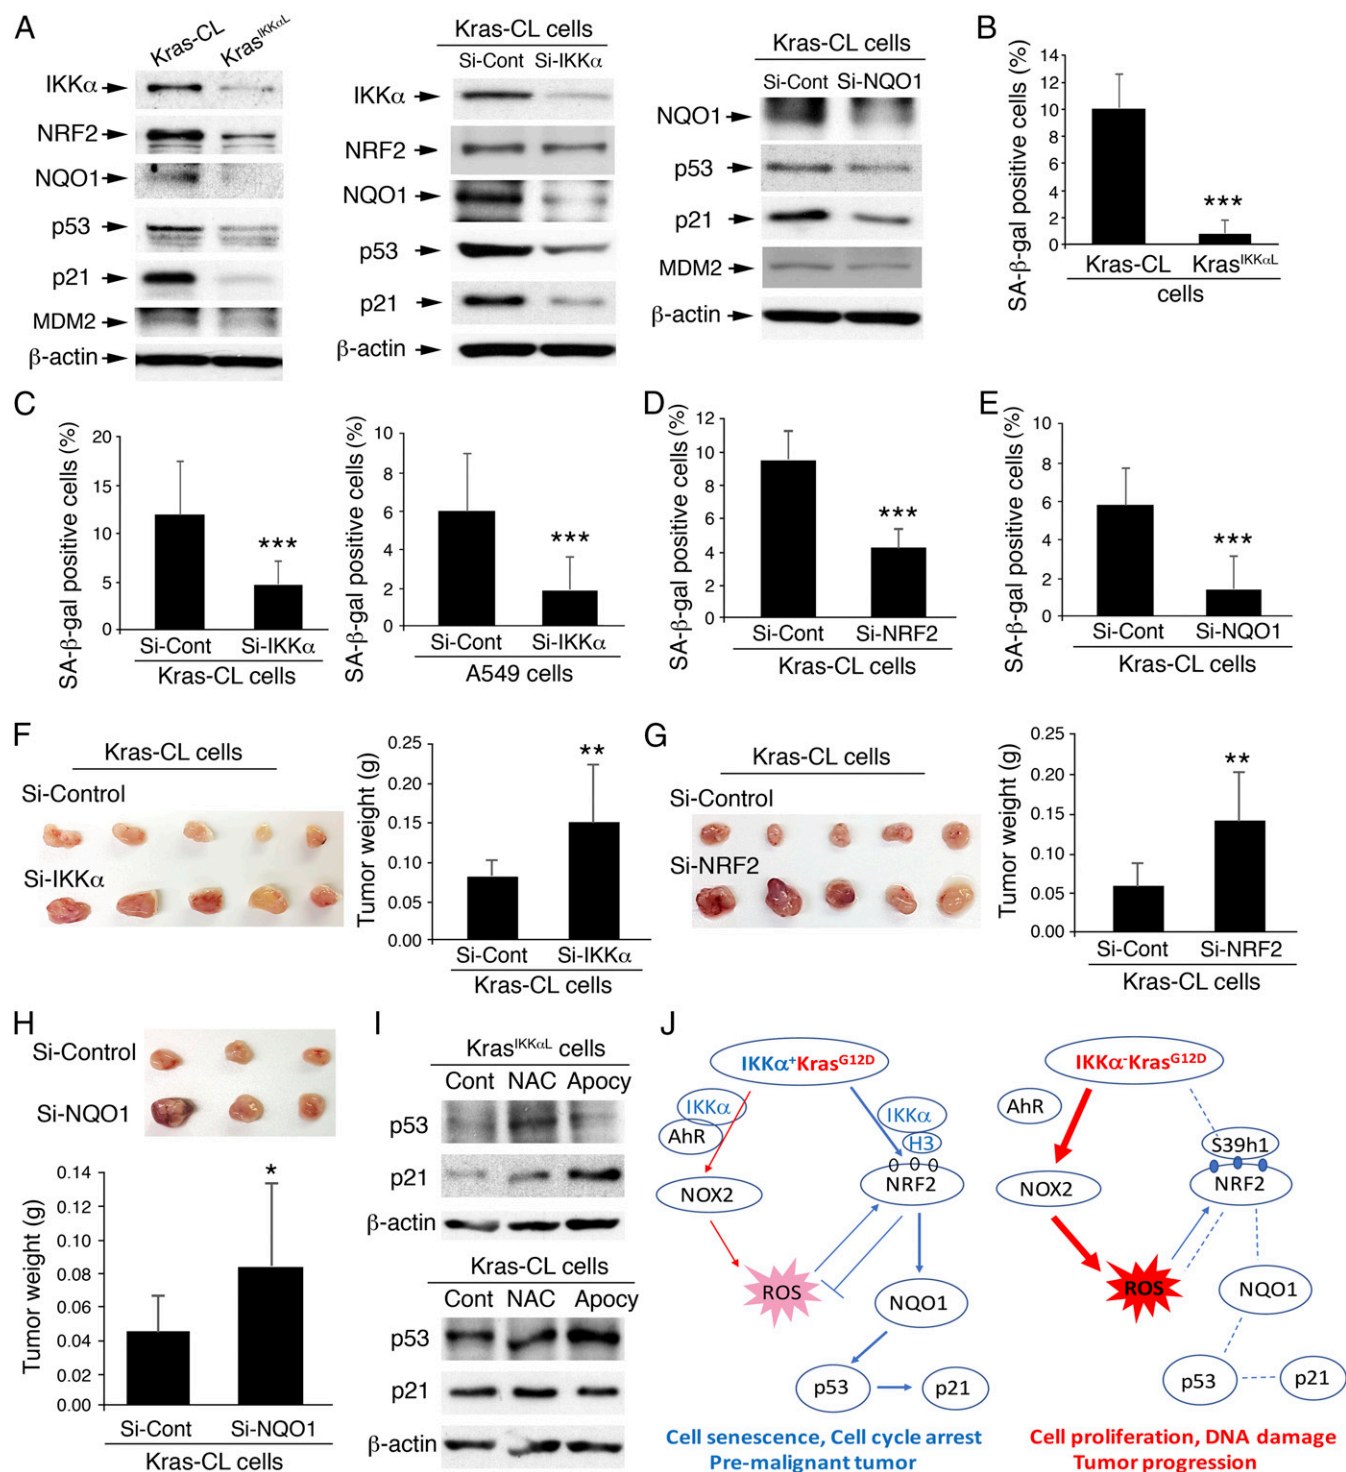 A
Kras-CL
Kras^IKKαL
IKKα
NRF2
NQO1
p53
p21
MDM2
β-actin
Kras-CL cells
Si-Cont Si-IKKα
IKKα
NRF2
NQO1
p53
p21
β-actin
Kras-CL cells
Si-Cont Si-NQO1
NQO1
p53
p21
MDM2
β-actin
B
SA-β-gal positive cells (%)
14
12
10
8
6
4
2
0
***
Kras-CL Kras^IKKαL
cells
C
SA-β-gal positive cells (%)
20
15
10
5
0
***
Si-Cont Si-IKKα
Kras-CL cells
SA-β-gal positive cells (%)
10
8
6
4
2
0
***
Si-Cont Si-IKKα
A549 cells
D
SA-β-gal positive cells (%)
12
10
8
6
4
2
0
***
Si-Cont Si-NRF2
Kras-CL cells
E
SA-β-gal positive cells (%)
10
8
6
4
2
0
***
Si-Cont Si-NQO1
Kras-CL cells
F
Kras-CL cells
Si-Control
Si-IKKα
Tumor weight (g)
0.25
0.20
0.15
0.10
0.05
0.00
**
Si-Cont Si-IKKα
Kras-CL cells
G
Kras-CL cells
Si-Control
Si-NRF2
Tumor weight (g)
0.25
0.20
0.15
0.10
0.05
0.00
**
Si-Cont Si-NRF2
Kras-CL cells
H
Si-Control
Si-NQO1
Tumor weight (g)
0.14
0.12
0.10
0.08
0.06
0.04
0.02
0.00
*
Si-Cont Si-NQO1
Kras-CL cells
I
Kras^IKKαL cells
Cont NAC Apocy
p53
p21
β-actin
Kras-CL cells
Cont NAC Apocy
p53
p21
β-actin
J
IKKα⁺Kras^G12D
IKKα
AhR
IKKα
H3
NOX2
NRF2
ROS
NQO1
p53
p21
Cell senescence, Cell cycle arrest
Pre-malignant tumor
IKKα⁻Kras^G12D
AhR
S39h1
NOX2
NRF2
ROS
NQO1
p53
p21
Cell proliferation, DNA damage
Tumor progression